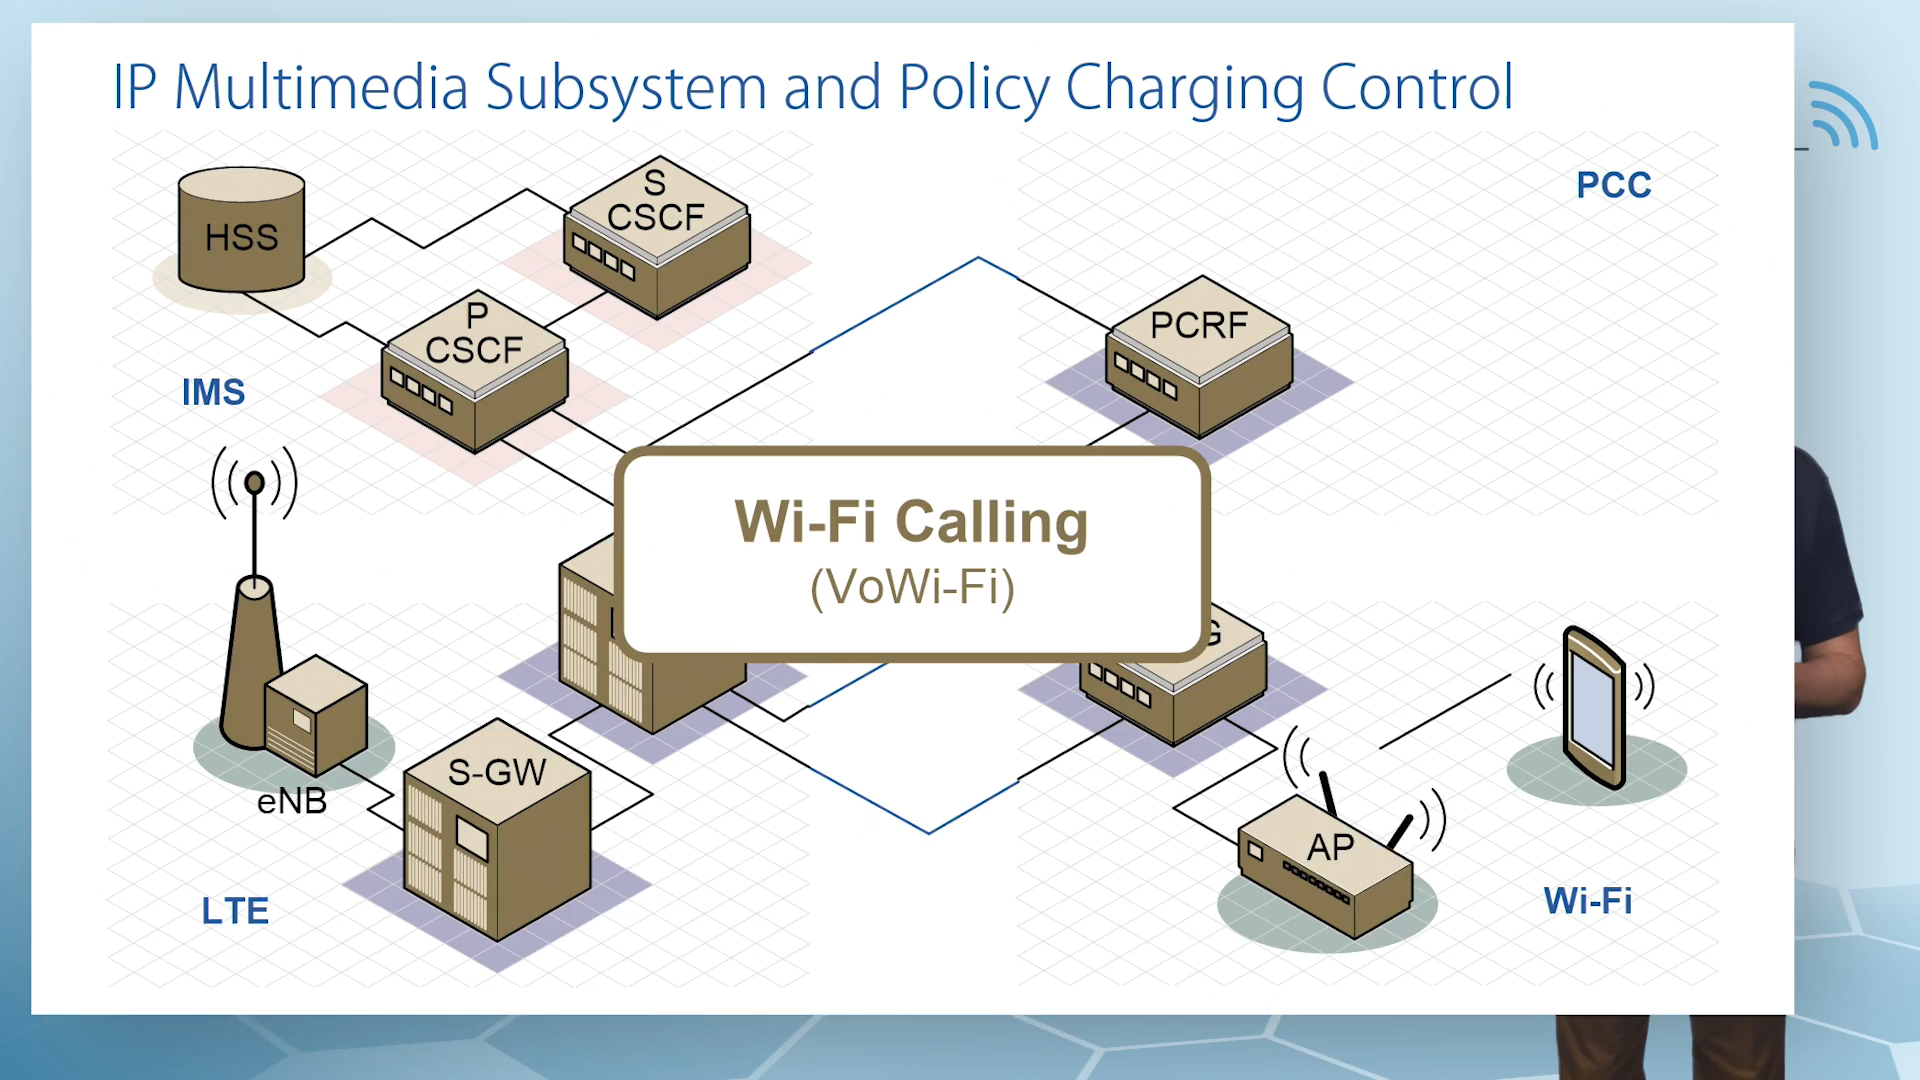 IP Multimedia Subsystem and Policy Charging Control
PCC
S
CSCF
HSS
P
CSCF
PCRF
IMS
Wi-Fi Calling
(VoWi-Fi)
S-GW
eNB
AP
LTE
Wi-Fi